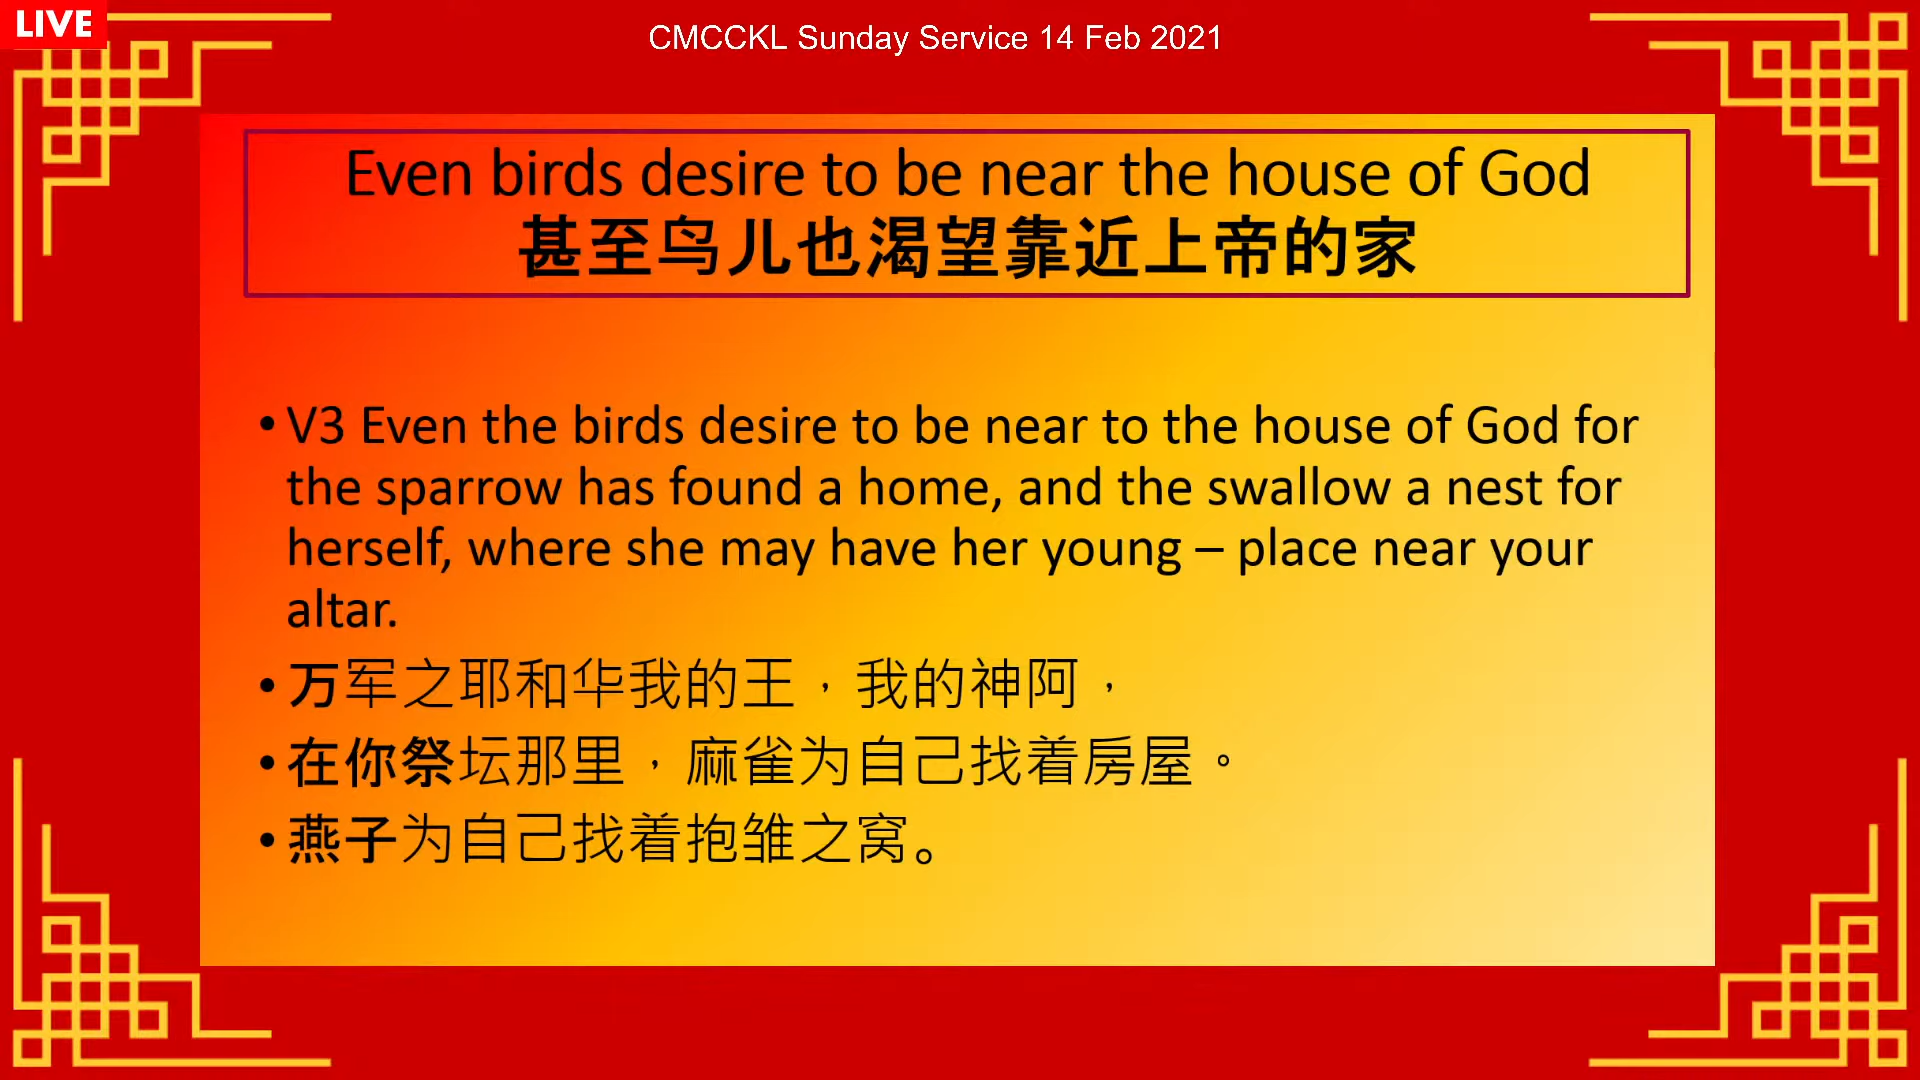 LIVE
CMCCKL Sunday Service 14 Feb 2021
Even birds desire to be near the house of God
甚至鸟儿也渴望靠近上帝的家
• V3 Even the birds desire to be near to the house of God for
the sparrow has found a home, and the swallow a nest for
herself, where she may have her young – place near your
altar.
• 万军之耶和华我的王，我的神阿，
• 在你祭坛那里，麻雀为自己找着房屋。
• 燕子为自己找着抱雏之窝。